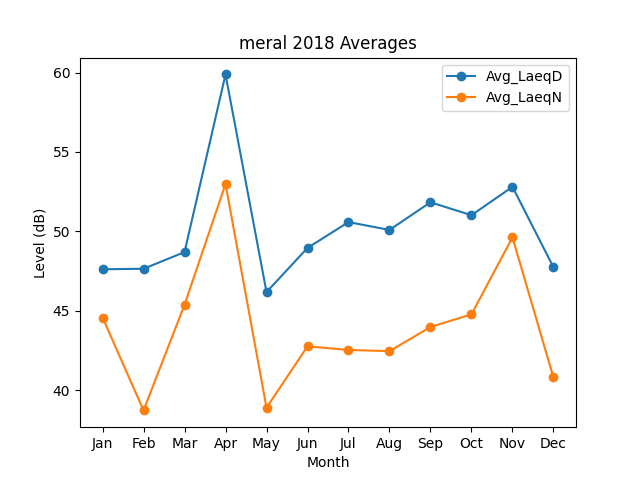 meral 2018 Averages
Avg_LaeqD
Avg_LaeqN
Level (dB)
60
55
50
45
40
Jan Feb Mar Apr May Jun Jul Aug Sep Oct Nov Dec
Month